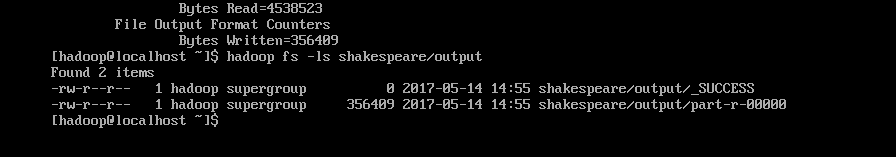 Bytes Read=4538523
File Output Format Counters
Bytes Written=356409
[hadoop@localhost ~]$ hadoop fs -ls shakespeare/output
Found 2 items
-rw-r--r--   1 hadoop supergroup          0 2017-05-14 14:55 shakespeare/output/_SUCCESS
-rw-r--r--   1 hadoop supergroup     356409 2017-05-14 14:55 shakespeare/output/part-r-00000
[hadoop@localhost ~]$